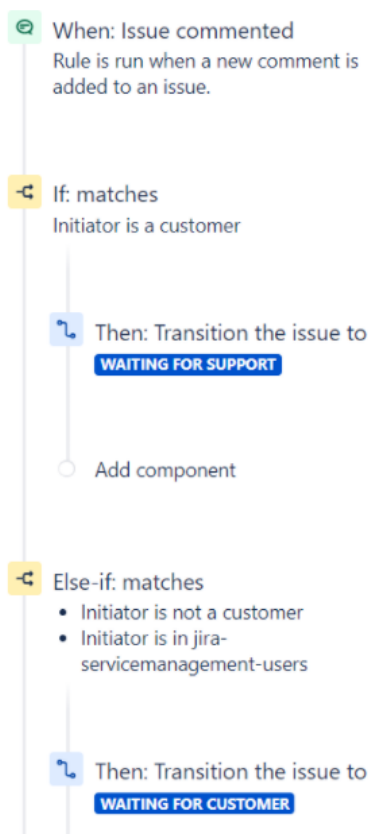 When: Issue commented
Rule is run when a new comment is
added to an issue.
If: matches
Initiator is a customer
Then: Transition the issue to
WAITING FOR SUPPORT
Add component
Else-if: matches
• Initiator is not a customer
• Initiator is in jira-
servicemanagement-users
Then: Transition the issue to
WAITING FOR CUSTOMER